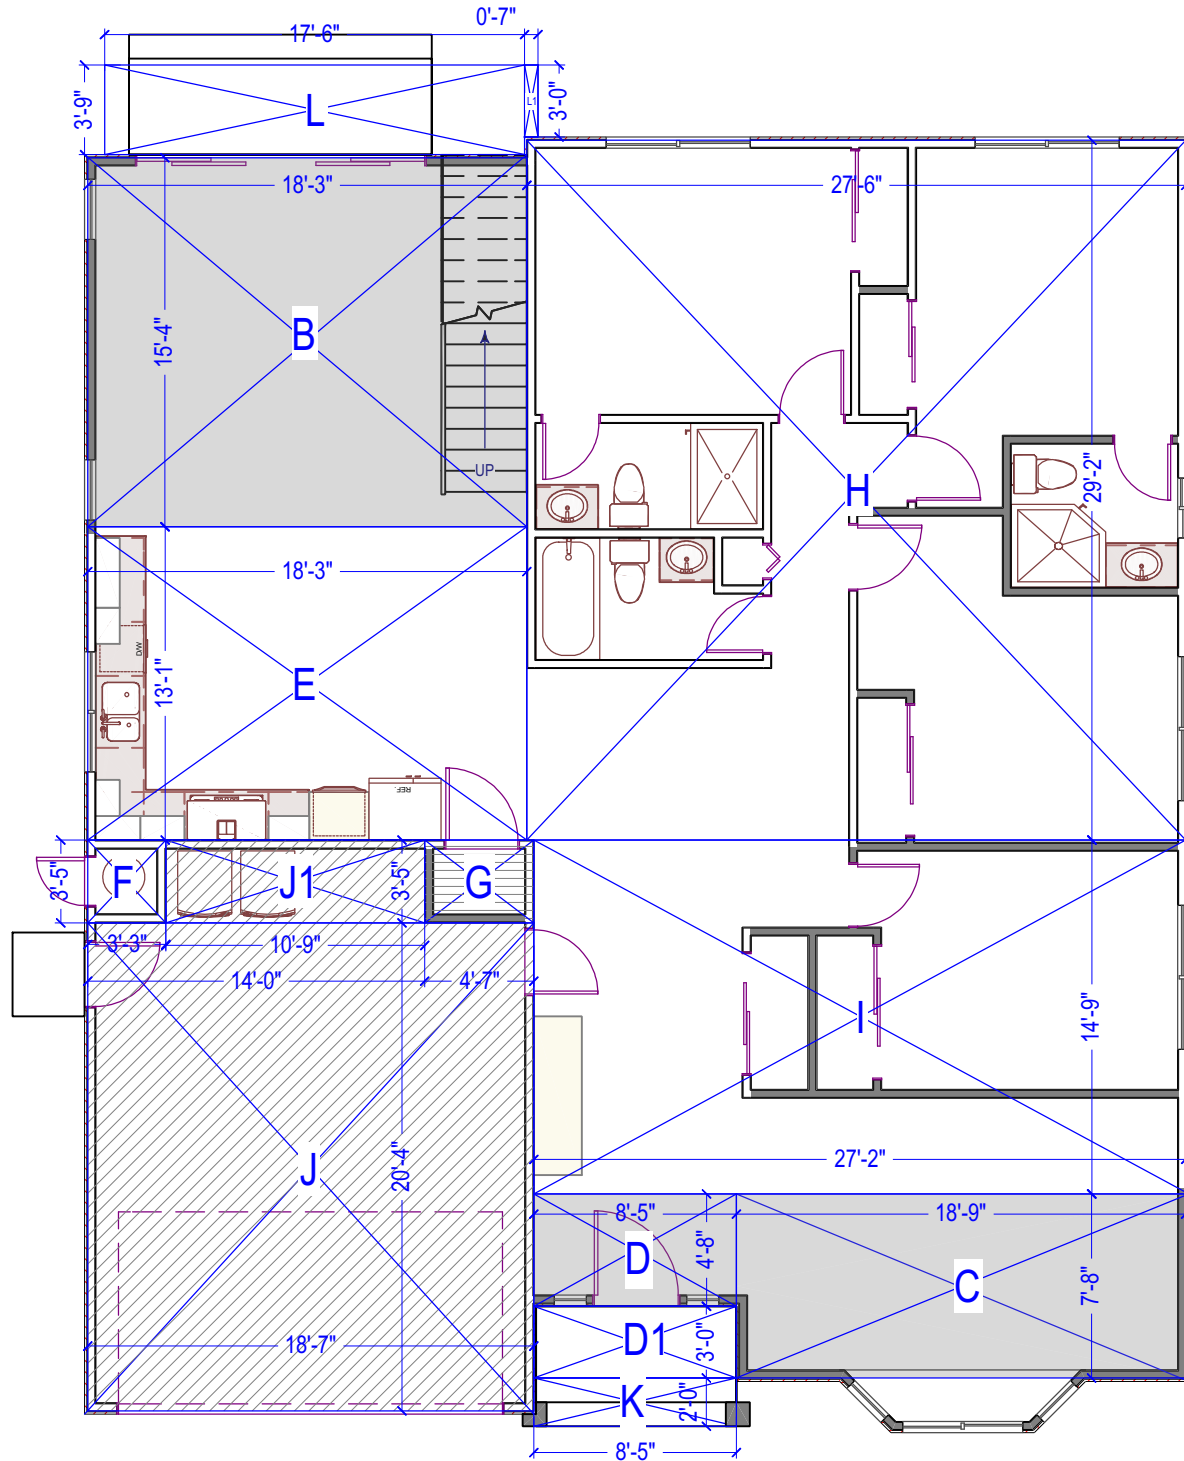 0'-7"
17'-6"
3'-9"
L
L1
3'-0"
18'-3"
27'-6"
B
15'-4"
UP
29'-2"
H
18'-3"
D/W
E
13'-1"
REF.
3'-5"
F
J1
3'-5"
G
3'-3"
10'-9"
14'-0"
4'-7"
I
14'-9"
J
20'-4"
27'-2"
8'-5"
18'-9"
4'-8"
D
C
7'-8"
18'-7"
D1
3'-0"
K
2'-0"
8'-5"